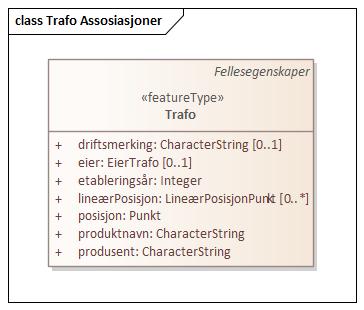 class Trafo Assosiasjoner
Fellesegenskaper
«featureType»
Trafo
+ driftsmerking: CharacterString [0..1]
+ eier: EierTrafo [0..1]
+ etableringsår: Integer
+ lineærPosisjon: LineærPosisjonPunkt [0..*]
+ posisjon: Punkt
+ produktnavn: CharacterString
+ produsent: CharacterString